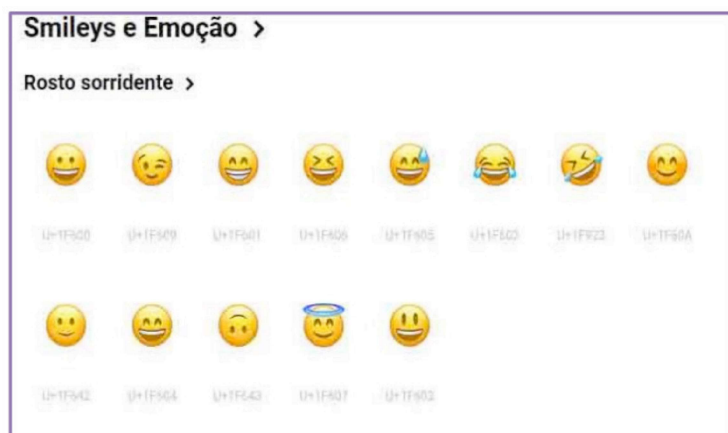 Smileys e Emoção >
Rosto sorridente >
U+1F600 U+1F609 U+1F601 U+1F606 U+1F605 U+1F602 U+1F923 U+1F60A
U+1F642 U+1F604 U+1F643 U+1F607 U+1F603